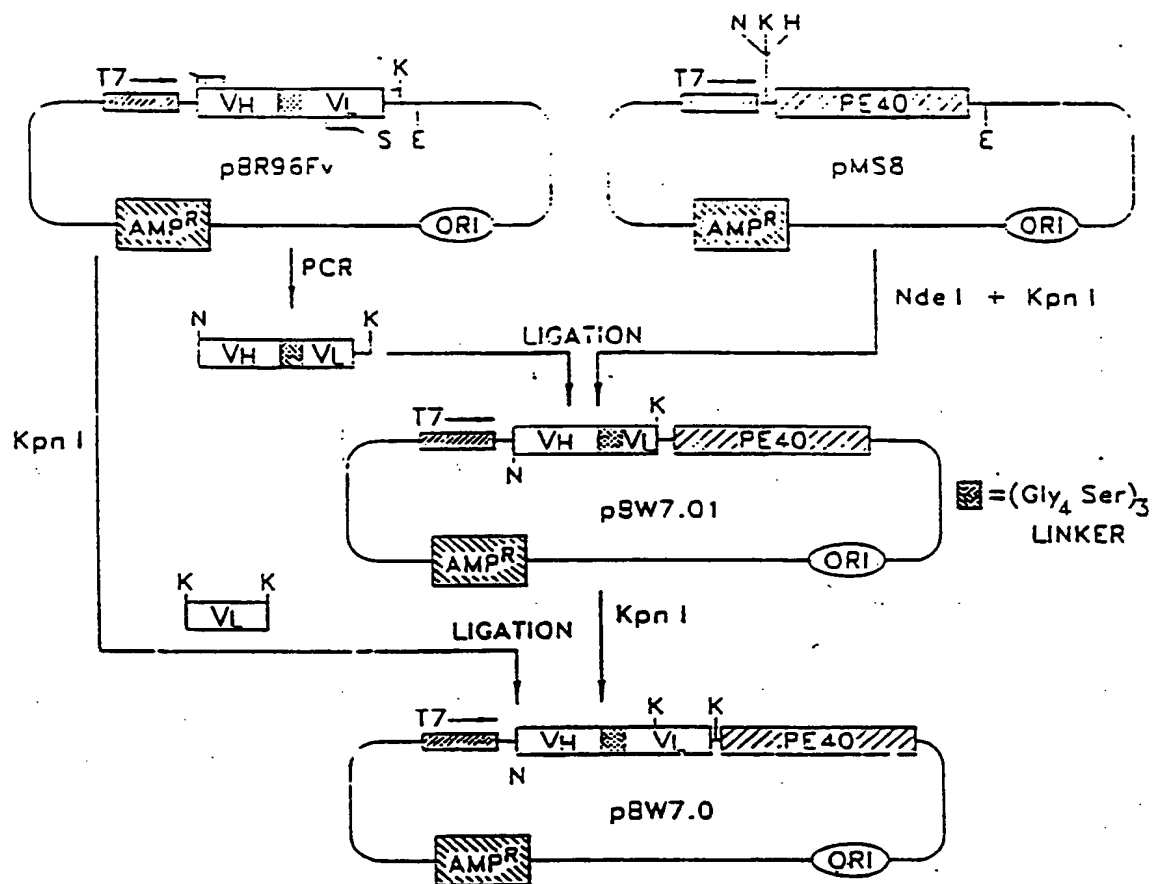 N K H
T7
VH
VL
K
S
E
pBR96Fv
AMPR
ORI
T7
PE40
E
pMS8
AMPR
ORI
PCR
Nde I + Kpn I
N
K
VH
VL
LIGATION
Kpn I
T7
VH
VL
K
PE40
N
pBW7.01
AMPR
ORI
=(Gly4 Ser)3
LINKER
K K
VL
LIGATION
Kpn I
T7
VH
K
VL
K
PE40
N
pBW7.0
AMPR
ORI